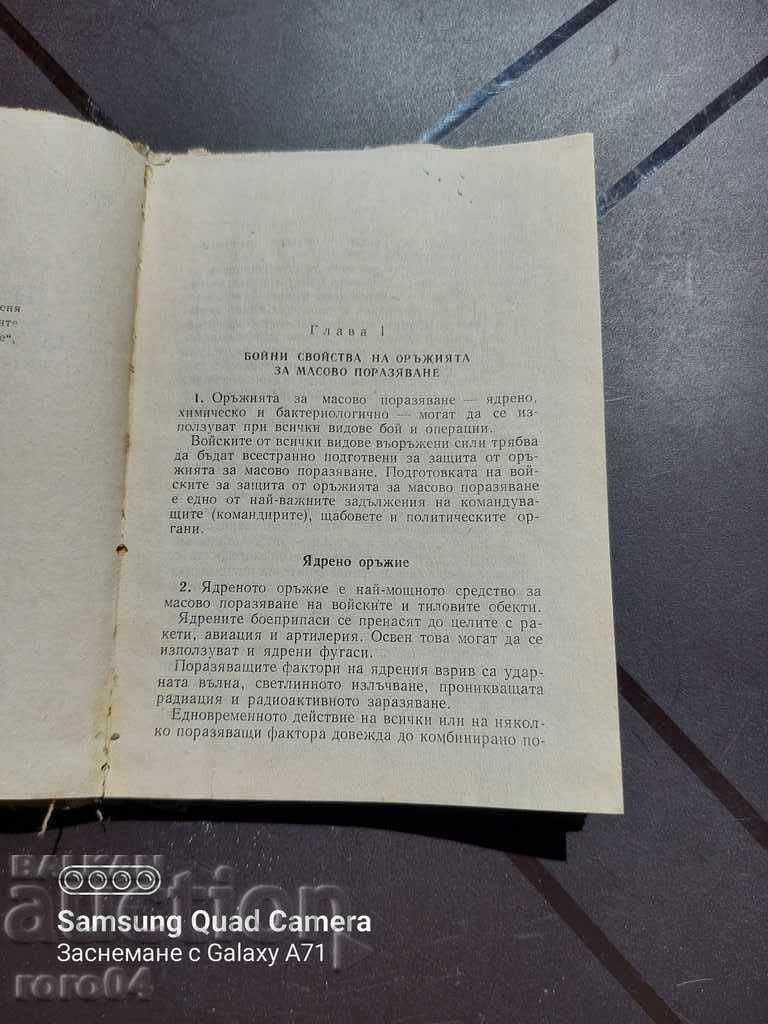 еня
ите
е“,
Глава I
БОЙНИ СВОЙСТВА НА ОРЪЖИЯТА
ЗА МАСОВО ПОРАЗЯВАНЕ
1. Оръжията за масово поразяване — ядрено,
химическо и бактериологично — могат да се из-
ползуват при всички видове бой и операции.
Войските от всички видове въоръжени сили трябва
да бъдат всестранно подготвени за защита от оръ-
жията за масово поразяване. Подготовката на вой-
ските за защита от оръжията за масово поразяване
е едно от най-важните задължения на командува-
щите (командирите), щабовете и политическите ор-
гани.
Ядрено оръжие
2. Ядреното оръжие е най-мощното средство за
масово поразяване на войските и тиловите обекти.
Ядрените боеприпаси се пренасят до целите с ра-
кети, авиация и артилерия. Освен това могат да се
използуват и ядрени фугаси.
Поразяващите фактори на ядрения взрив са удар-
ната вълна, светлинното излъчване, проникващата
радиация и радиоактивното заразяване.
Едновременното действие на всички или на някол-
ко поразяващи фактора довежда до комбинирано по-
BALKAN
auction
Samsung Quad Camera
Заснемане с Galaxy A71
roro04